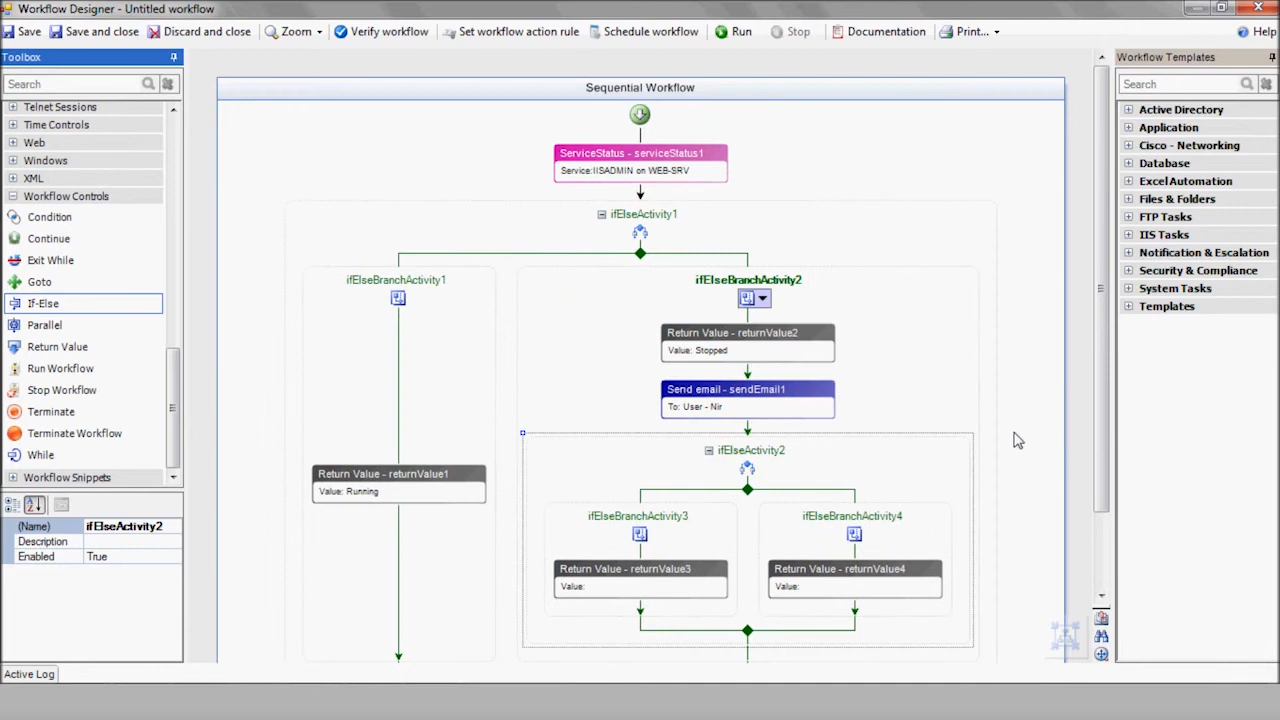 Workflow Designer - Untitled workflow
Save Save and close Discard and close Zoom Verify workflow Set workflow action rule Schedule workflow Run Stop Documentation Print... Help
Toolbox
Search
Telnet Sessions
Time Controls
Web
Windows
XML
Workflow Controls
Condition
Continue
Exit While
Goto
If-Else
Parallel
Return Value
Run Workflow
Stop Workflow
Terminate
Terminate Workflow
While
Workflow Snippets
(Name) ifElseActivity2
Description
Enabled True
Active Log
Sequential Workflow
ServiceStatus - serviceStatus1
Service:IISADMIN on WEB-SRV
ifElseActivity1
ifElseBranchActivity1
Return Value - returnValue1
Value: Running
ifElseBranchActivity2
Return Value - returnValue2
Value: Stopped
Send email - sendEmail1
To: User - Nir
ifElseActivity2
ifElseBranchActivity3
Return Value - returnValue3
Value:
ifElseBranchActivity4
Return Value - returnValue4
Value:
Workflow Templates
Search
Active Directory
Application
Cisco - Networking
Database
Excel Automation
Files & Folders
FTP Tasks
IIS Tasks
Notification & Escalation
Security & Compliance
System Tasks
Templates